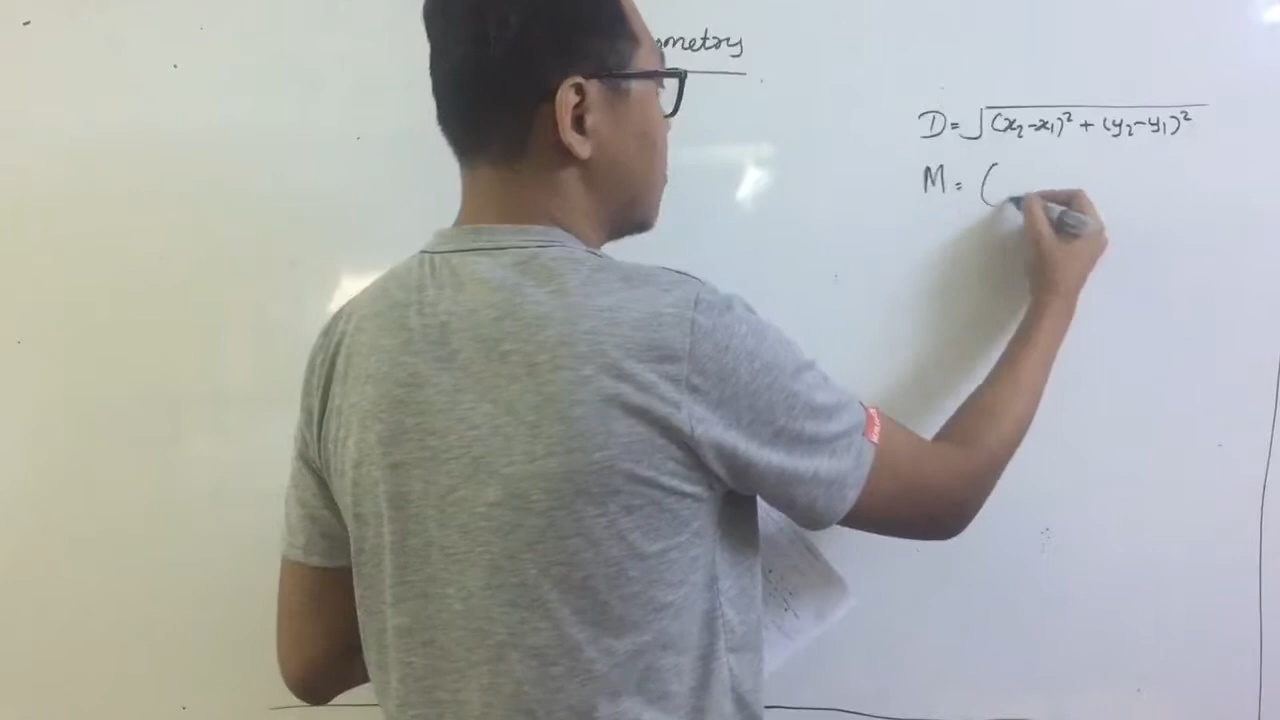 ometry
D = √(x₂-x₁)² + (y₂-y₁)²
M = (